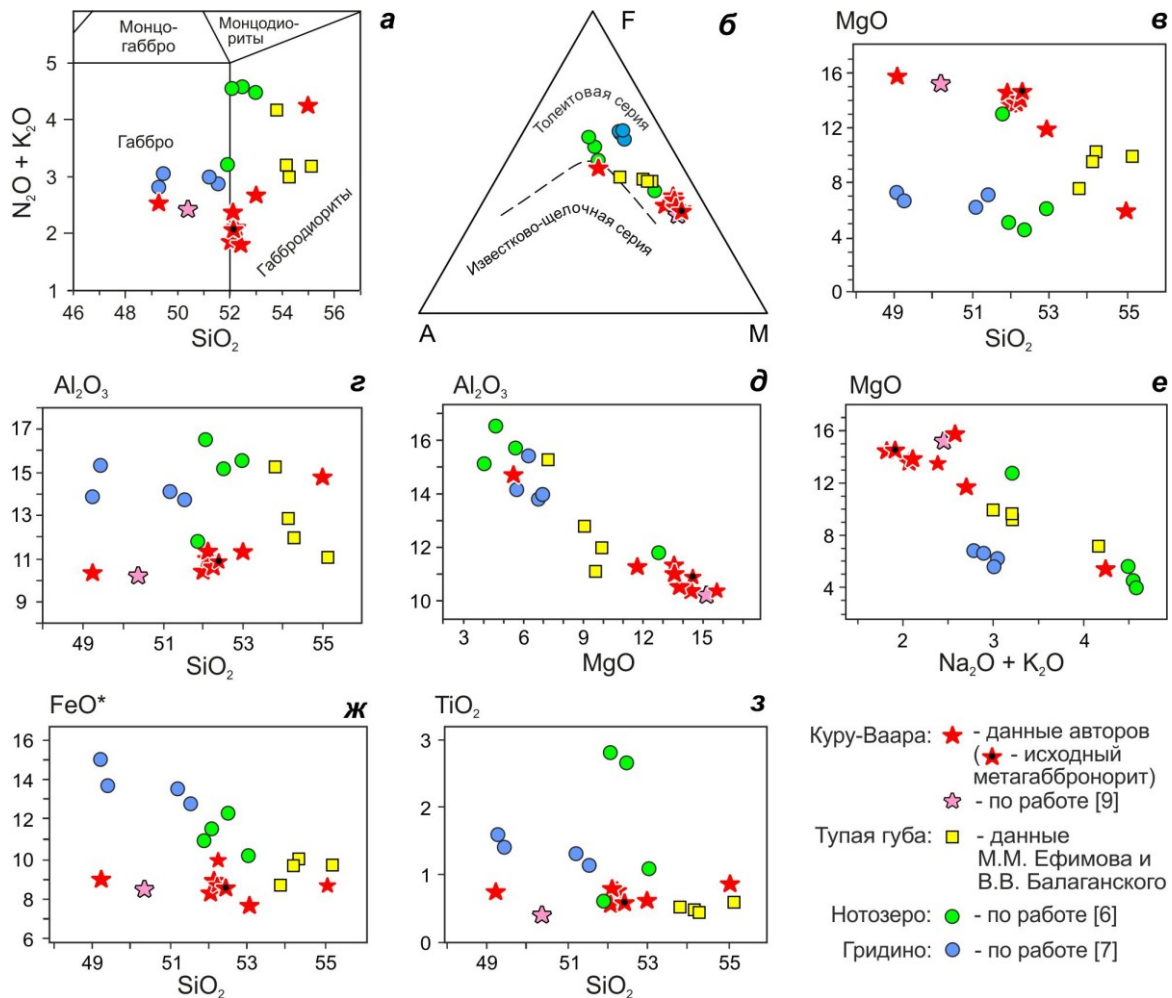 а
Монцо-
габбро
Монцодио-
риты
5
4
3
2
1
N₂O + K₂O
Габбро
Габбродиориты
46 48 50 52 54 56
SiO₂
б
F
Толеитовая серия
Известково-щелочная серия
A
M
MgO
в
16
12
8
4
0
49 51 53 55
SiO₂
Al₂O₃
г
17
15
13
11
9
49 51 53 55
SiO₂
Al₂O₃
д
18
16
14
12
10
3 6 9 12 15
MgO
MgO
е
16
12
8
4
2 3 4
Na₂O + K₂O
FeO*
ж
16
14
12
10
8
6
49 51 53 55
SiO₂
TiO₂
з
3
2
1
0
49 51 53 55
SiO₂
Куру-Ваара: - данные авторов
( - исходный
метагаббронорит)
- по работе [9]
Тупая губа: - данные
М.М. Ефимова и
В.В. Балаганского
Нотозеро: - по работе [6]
Гридино: - по работе [7]